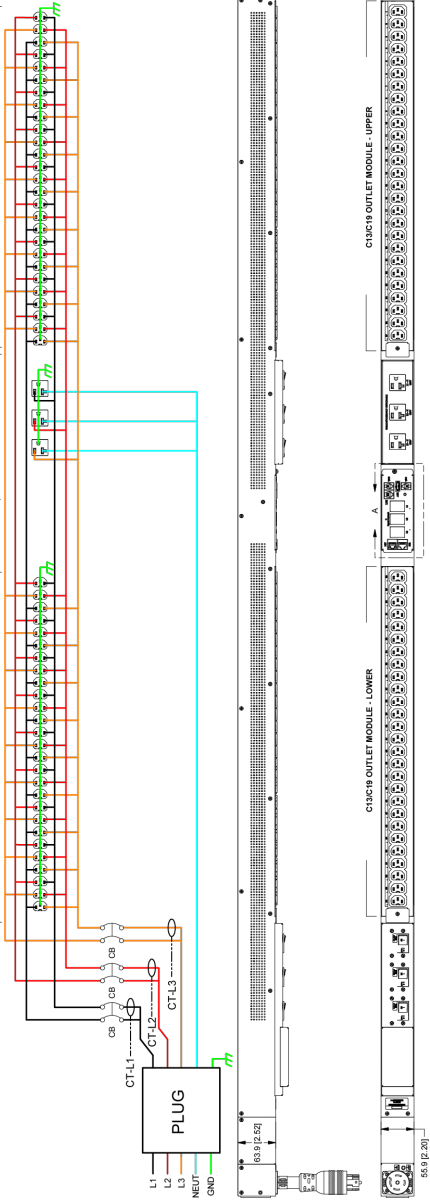 C13/C19 OUTLET MODULE - UPPER
A
C13/C19 OUTLET MODULE - LOWER
CB
CB
CB
CT-L3
CT-L2
CT-L1
PLUG
L1
L2
L3
NEUT
GND
63.9 [2.52]
55.9 [2.20]